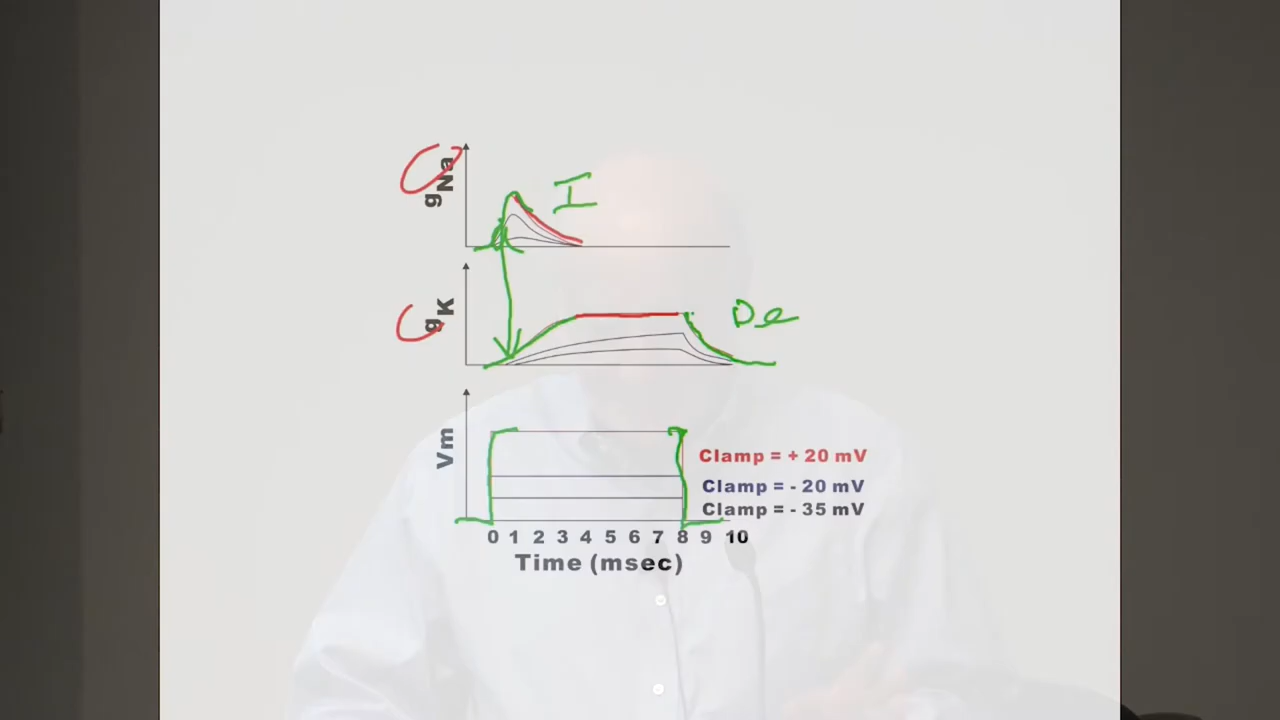 gNa
I
gK
De
Vm
Clamp = + 20 mV
Clamp = - 20 mV
Clamp = - 35 mV
0 1 2 3 4 5 6 7 8 9 10
Time (msec)